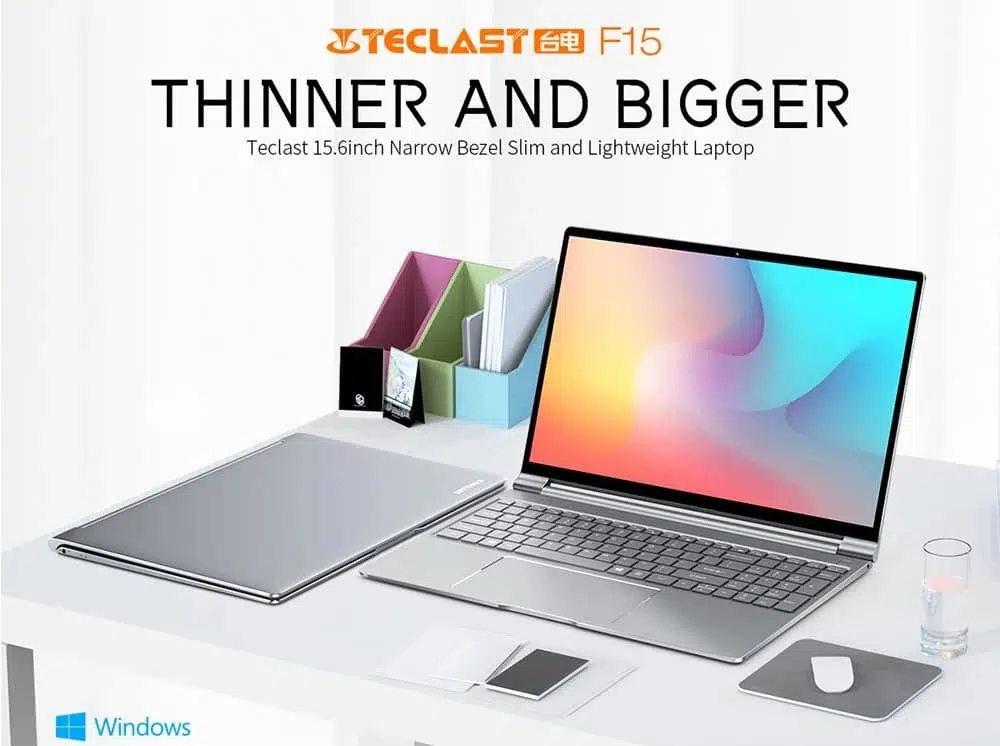 TECLAST台电 F15
THINNER AND BIGGER
Teclast 15.6inch Narrow Bezel Slim and Lightweight Laptop
Windows